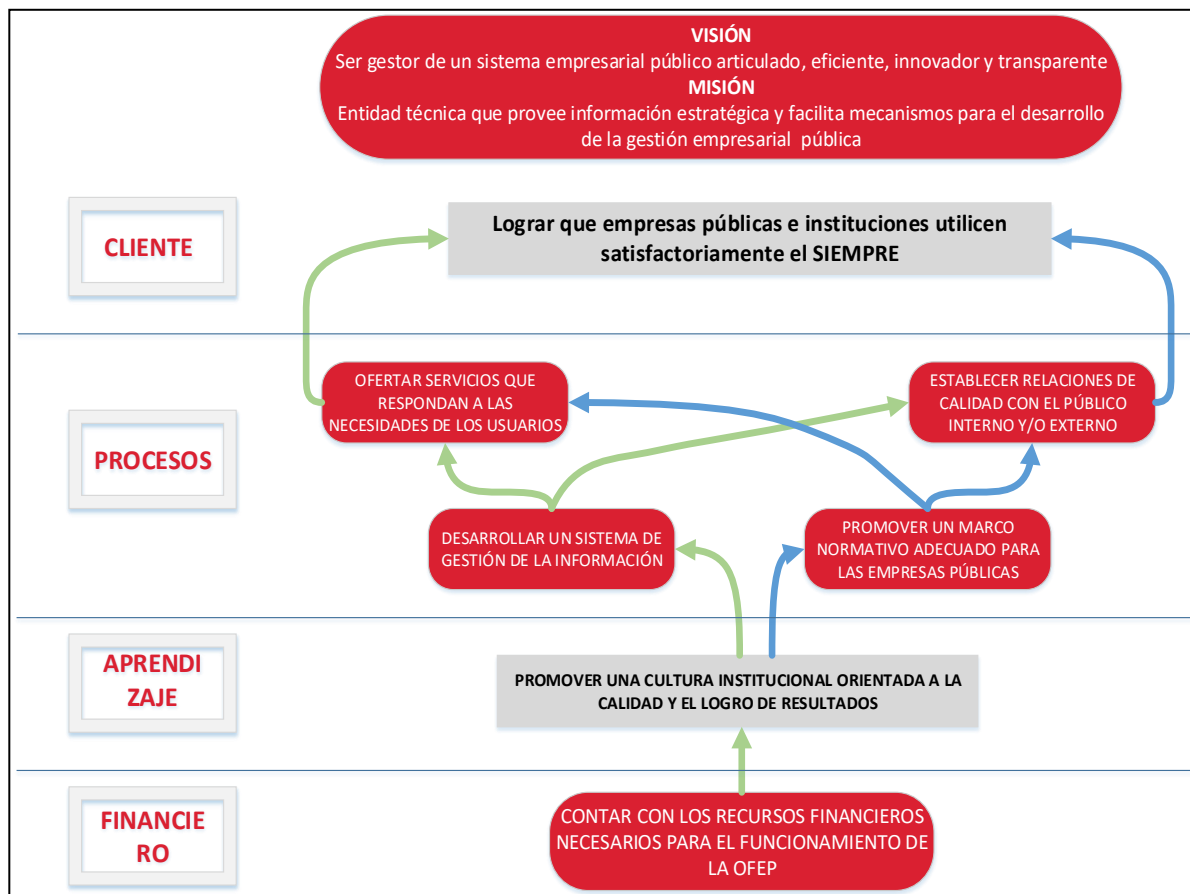 VISIÓN
Ser gestor de un sistema empresarial público articulado, eficiente, innovador y transparente
MISIÓN
Entidad técnica que provee información estratégica y facilita mecanismos para el desarrollo
de la gestión empresarial pública
CLIENTE
Lograr que empresas públicas e instituciones utilicen
satisfactoriamente el SIEMPRE
PROCESOS
OFERTAR SERVICIOS QUE
RESPONDAN A LAS
NECESIDADES DE LOS USUARIOS
ESTABLECER RELACIONES DE
CALIDAD CON EL PÚBLICO
INTERNO Y/O EXTERNO
DESARROLLAR UN SISTEMA DE
GESTIÓN DE LA INFORMACIÓN
PROMOVER UN MARCO
NORMATIVO ADECUADO PARA
LAS EMPRESAS PÚBLICAS
APRENDI
ZAJE
PROMOVER UNA CULTURA INSTITUCIONAL ORIENTADA A LA
CALIDAD Y EL LOGRO DE RESULTADOS
FINANCIE
RO
CONTAR CON LOS RECURSOS FINANCIEROS
NECESARIOS PARA EL FUNCIONAMIENTO DE
LA OFEP